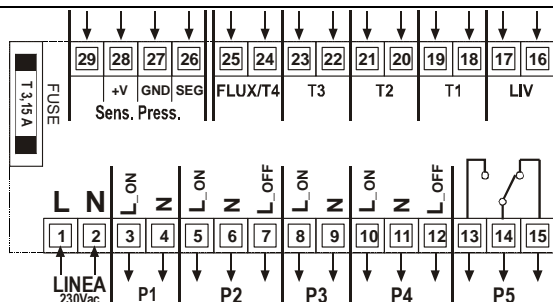 29 28 27 26 25 24 23 22 21 20 19 18 17 16
+V GND SEG FLUX/T4 T3 T2 T1 LIV
Sens. Press.
FUSE
T 3,15 A
L N L_ON N L_ON N L_OFF L_ON N L_ON N L_OFF
1 2 3 4 5 6 7 8 9 10 11 12 13 14 15
LINEA P1 P2 P3 P4 P5
230Vac